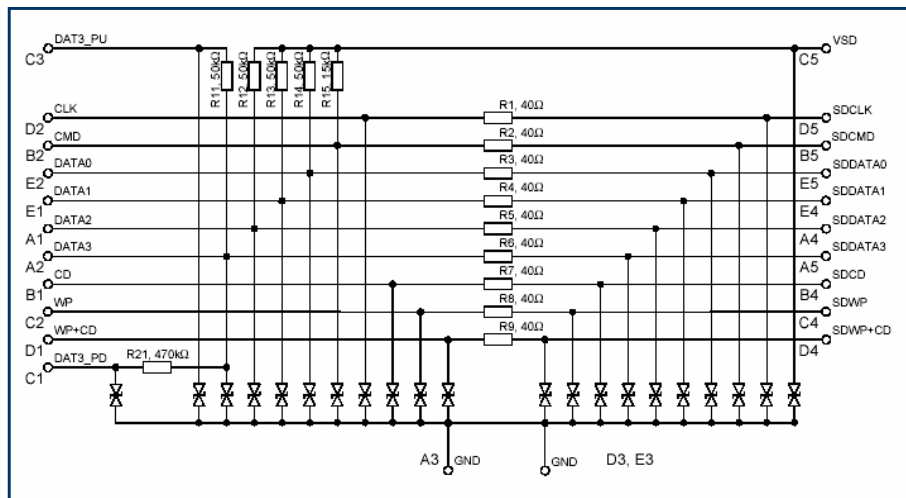 DAT3_PU
C3
VSD
C5
R11, 50kΩ
R12, 50kΩ
R13, 50kΩ
R14, 50kΩ
R15, 15kΩ
CLK
D2
R1, 40Ω
SDCLK
D5
CMD
B2
R2, 40Ω
SDCMD
B5
DATA0
E2
R3, 40Ω
SDDATA0
E5
DATA1
E1
R4, 40Ω
SDDATA1
E4
DATA2
A1
R5, 40Ω
SDDATA2
A4
DATA3
A2
R6, 40Ω
SDDATA3
A5
CD
B1
R7, 40Ω
SDCD
B4
WP
C2
R8, 40Ω
SDWP
C4
WP+CD
D1
R9, 40Ω
SDWP+CD
D4
DAT3_PD
C1
R21, 470kΩ
A3 GND
GND D3, E3